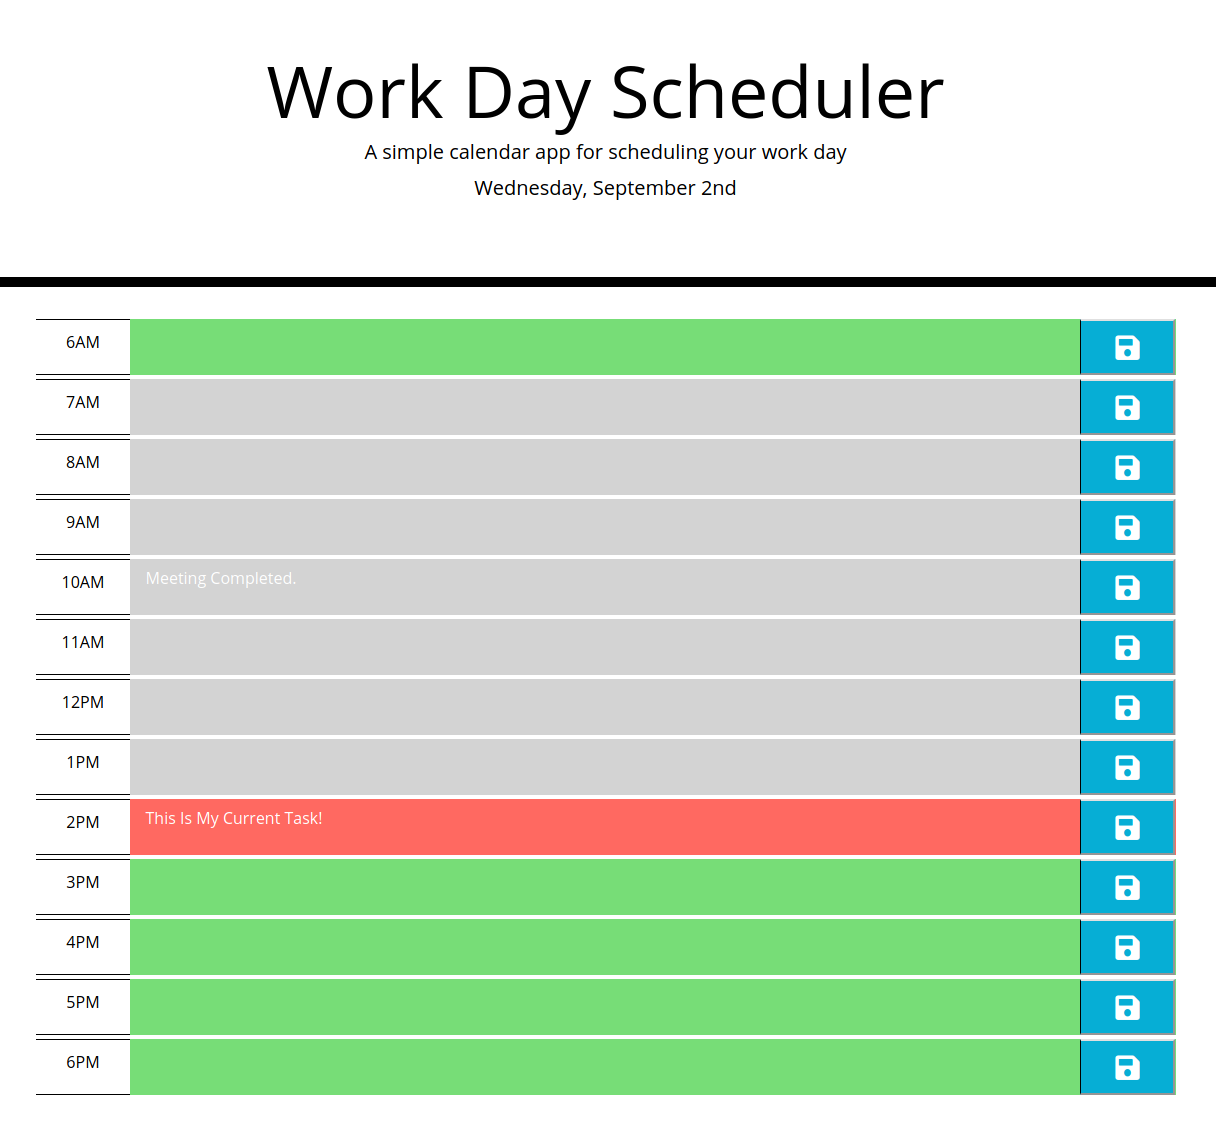 Work Day Scheduler
A simple calendar app for scheduling your work day
Wednesday, September 2nd
6AM
7AM
8AM
9AM
10AM Meeting Completed.
11AM
12PM
1PM
2PM This Is My Current Task!
3PM
4PM
5PM
6PM